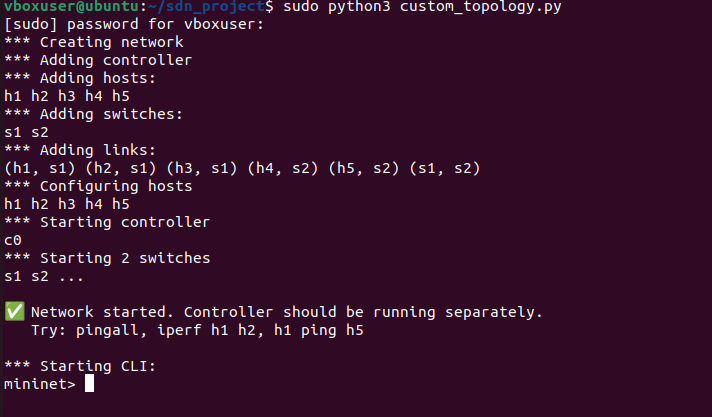 vboxuser@ubuntu:~/sdn_project$ sudo python3 custom_topology.py
[sudo] password for vboxuser:
*** Creating network
*** Adding controller
*** Adding hosts:
h1 h2 h3 h4 h5
*** Adding switches:
s1 s2
*** Adding links:
(h1, s1) (h2, s1) (h3, s1) (h4, s2) (h5, s2) (s1, s2)
*** Configuring hosts
h1 h2 h3 h4 h5
*** Starting controller
c0
*** Starting 2 switches
s1 s2 ...
✅ Network started. Controller should be running separately.
Try: pingall, iperf h1 h2, h1 ping h5
*** Starting CLI:
mininet>